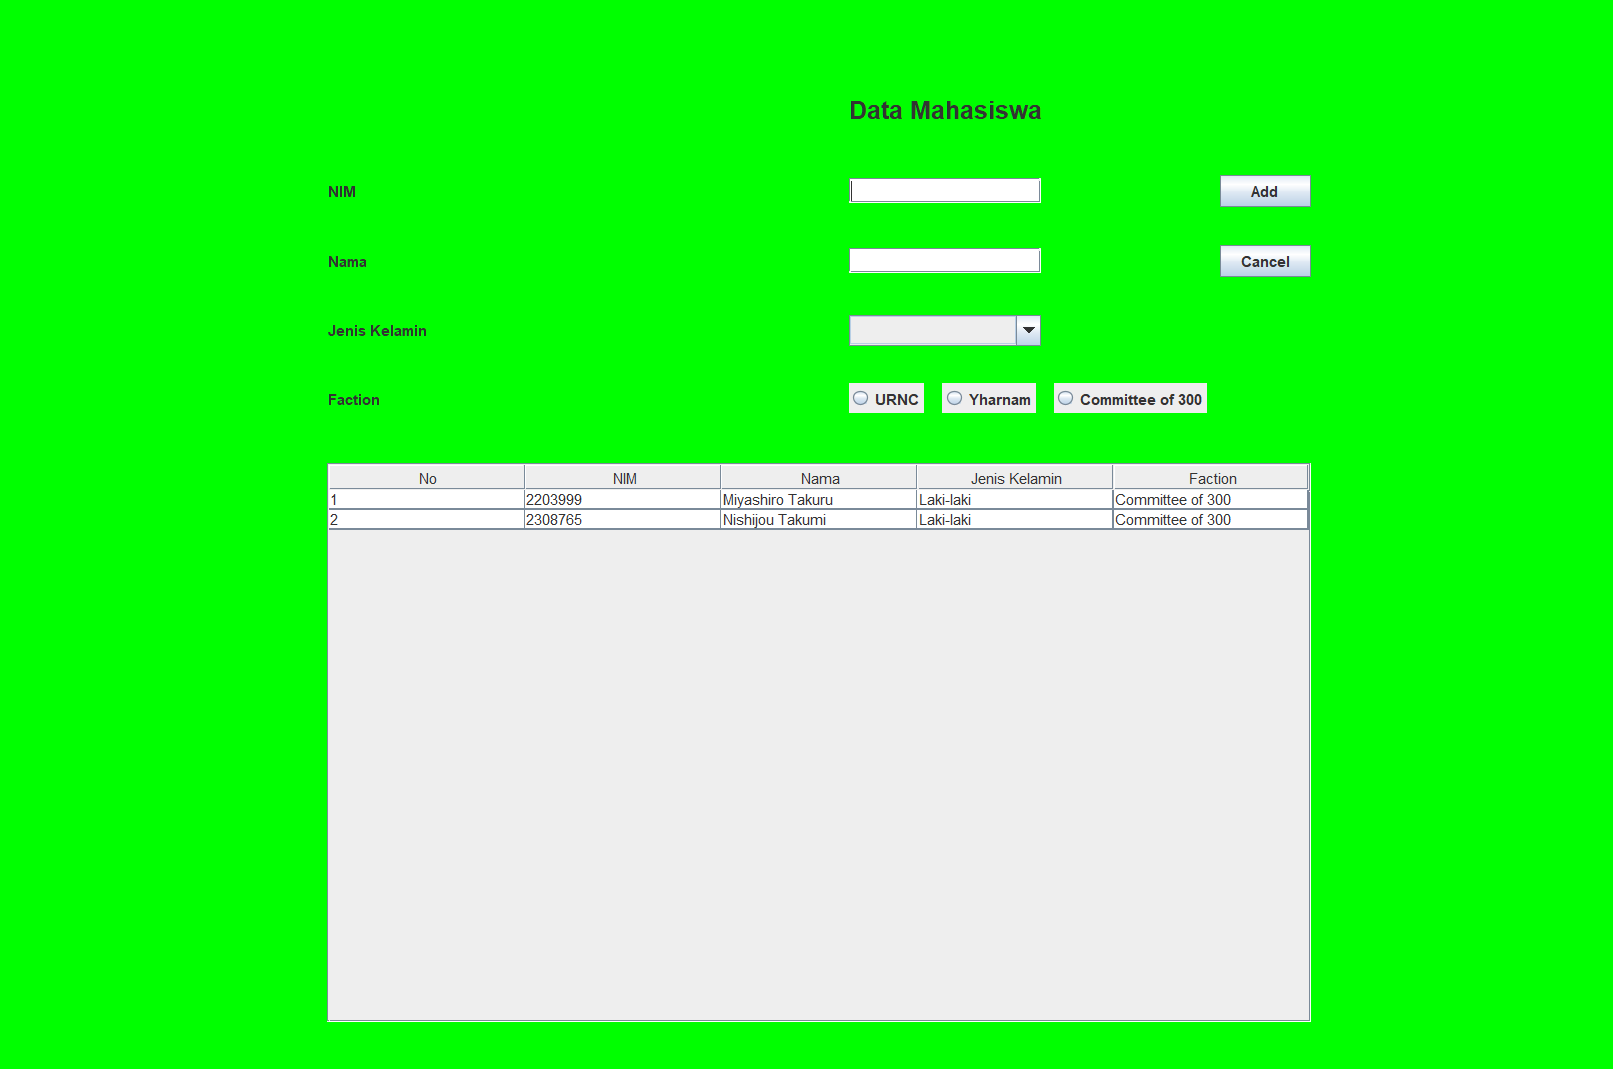 Data Mahasiswa
NIM Add
Nama Cancel
Jenis Kelamin
Faction URNC Yharnam Committee of 300
No NIM Nama Jenis Kelamin Faction
1 2203999 Miyashiro Takuru Laki-laki Committee of 300
2 2308765 Nishijou Takumi Laki-laki Committee of 300